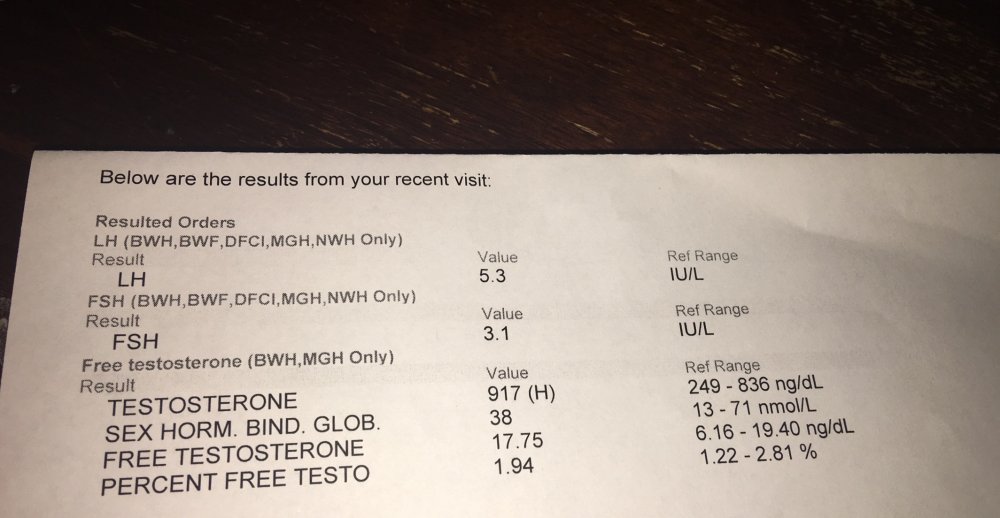 Below are the results from your recent visit:
Resulted Orders
LH (BWH,BWF,DFCI,MGH,NWH Only)
Result Value Ref Range
LH 5.3 IU/L
FSH (BWH,BWF,DFCI,MGH,NWH Only)
Result Value Ref Range
FSH 3.1 IU/L
Free testosterone (BWH,MGH Only)
Result Value Ref Range
TESTOSTERONE 917 (H) 249 - 836 ng/dL
SEX HORM. BIND. GLOB. 38 13 - 71 nmol/L
FREE TESTOSTERONE 17.75 6.16 - 19.40 ng/dL
PERCENT FREE TESTO 1.94 1.22 - 2.81 %